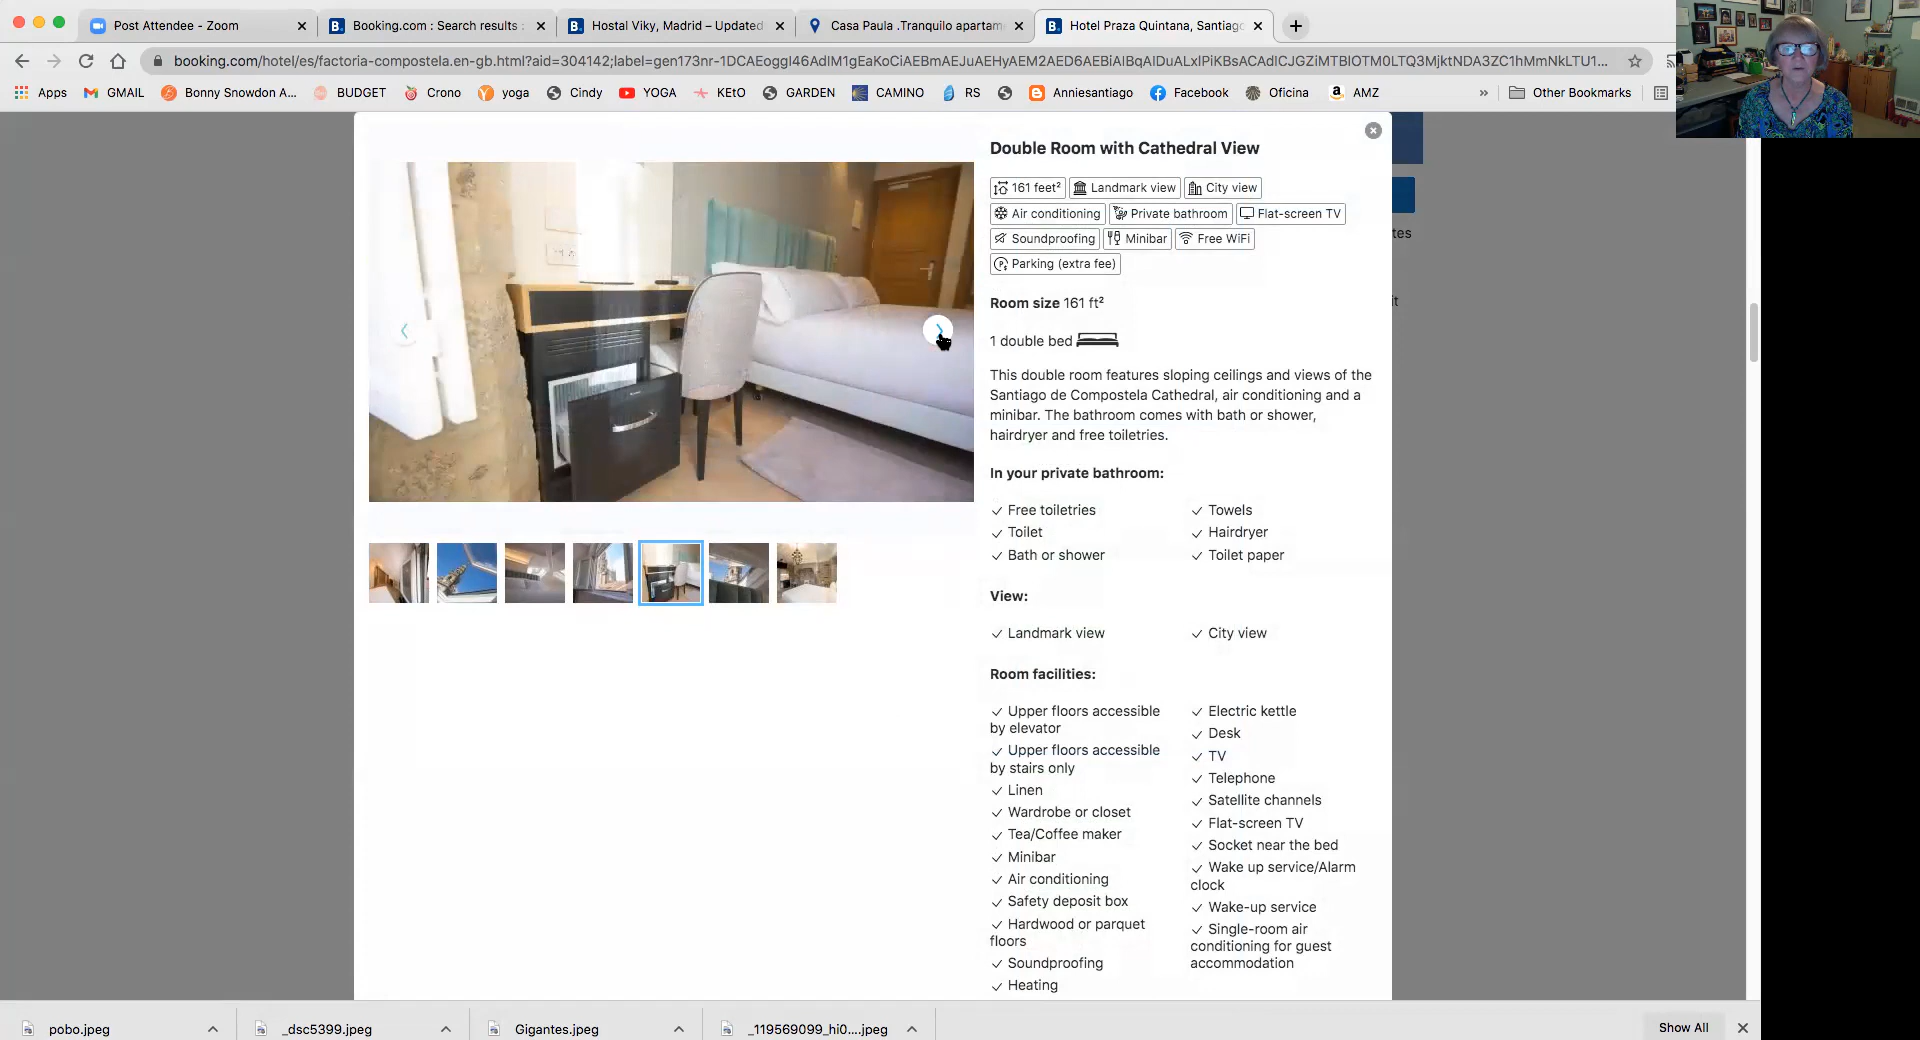 Post Attendee - Zoom
Booking.com : Search results :
Hostal Viky, Madrid – Updated
Casa Paula .Tranquilo apartam
Hotel Praza Quintana, Santiago
booking.com/hotel/es/factoria-compostela.en-gb.html?aid=304142;label=gen173nr-1DCAEoggI46AdIM1gEaKoCiAEBmAEJuAEHyAEM2AED6AEBiAIBqAIDuALxlPiKBsACAdICJGZiMTBlOTM0LTQ3MjktNDA3ZC1hMmNkLTU1...
Apps
GMAIL
Bonny Snowdon A...
BUDGET
Crono
yoga
Cindy
YOGA
KEtO
GARDEN
CAMINO
RS
Anniesantiago
Facebook
Oficina
AMZ
»
Other Bookmarks
Double Room with Cathedral View
161 feet² Landmark view City view
Air conditioning Private bathroom Flat-screen TV
Soundproofing Minibar Free WiFi
Parking (extra fee)
tes
it
Room size 161 ft²
1 double bed
This double room features sloping ceilings and views of the
Santiago de Compostela Cathedral, air conditioning and a
minibar. The bathroom comes with bath or shower,
hairdryer and free toiletries.
In your private bathroom:
Free toiletries
Toilet
Bath or shower
Towels
Hairdryer
Toilet paper
View:
Landmark view
City view
Room facilities:
Upper floors accessible
by elevator
Upper floors accessible
by stairs only
Linen
Wardrobe or closet
Tea/Coffee maker
Minibar
Air conditioning
Safety deposit box
Hardwood or parquet
floors
Soundproofing
Heating
Electric kettle
Desk
TV
Telephone
Satellite channels
Flat-screen TV
Socket near the bed
Wake up service/Alarm
clock
Wake-up service
Single-room air
conditioning for guest
accommodation
pobo.jpeg
_dsc5399.jpeg
Gigantes.jpeg
_119569099_hi0....jpeg
Show All